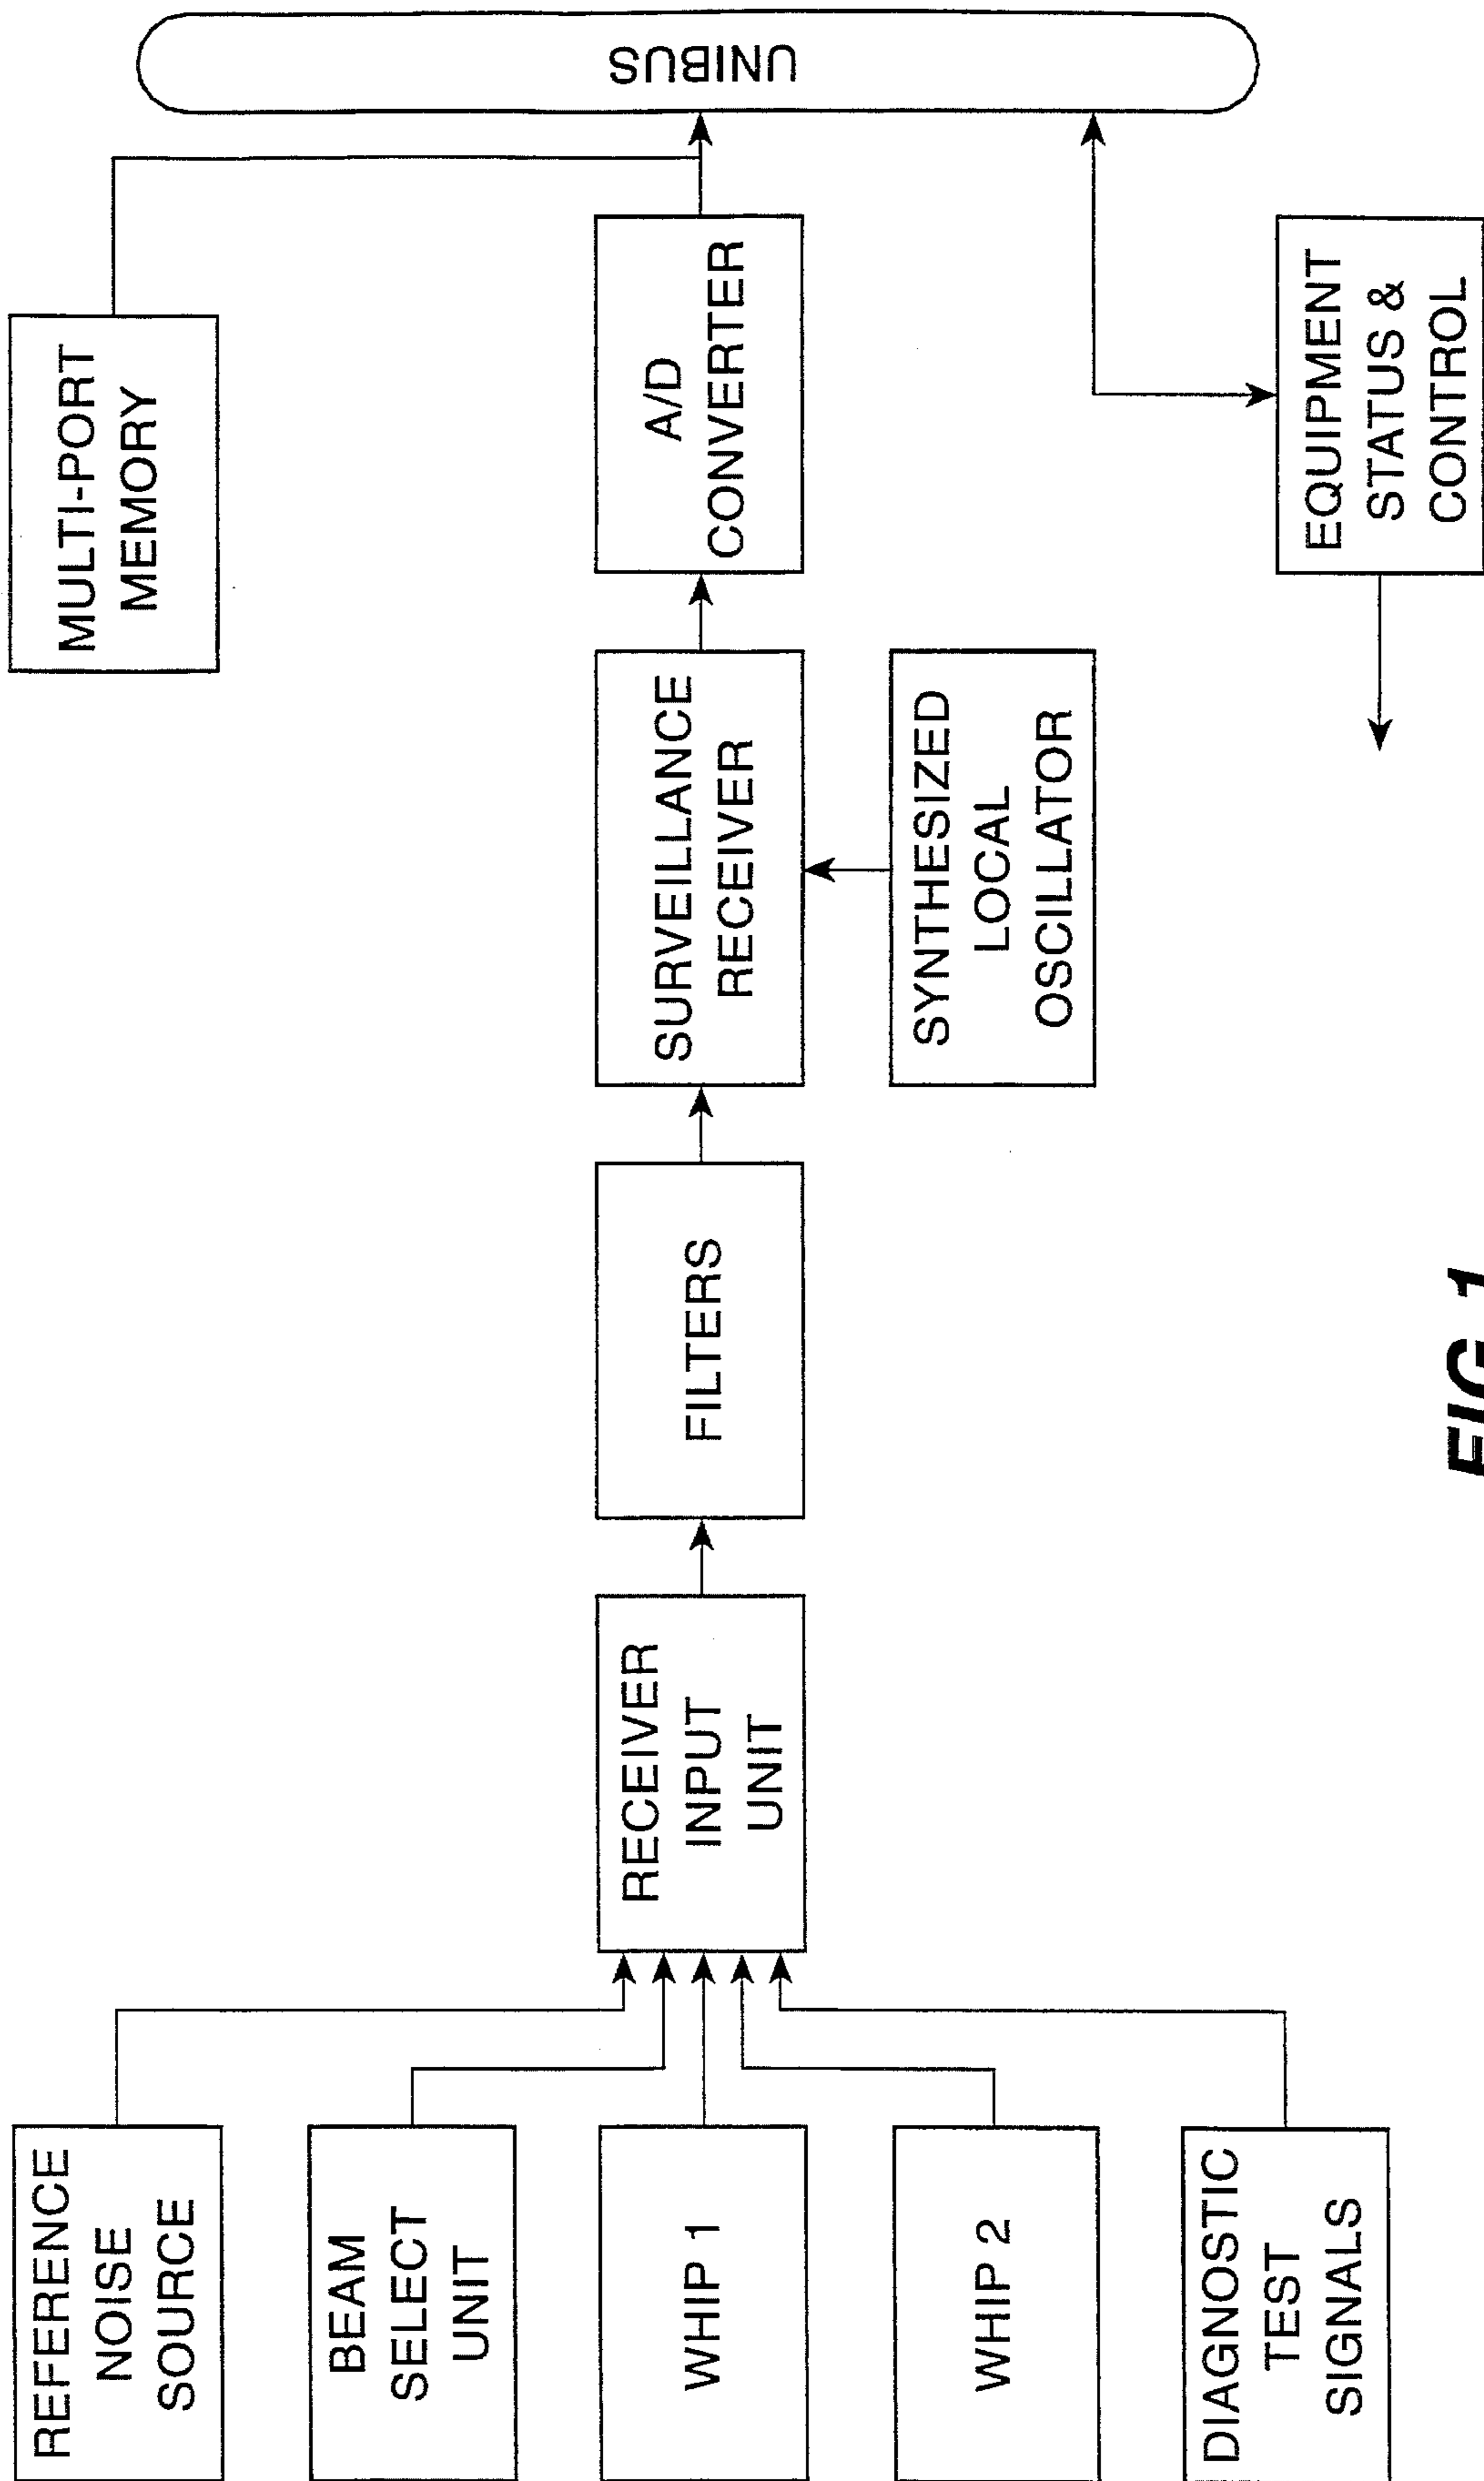 REFERENCE
NOISE
SOURCE
BEAM
SELECT
UNIT
WHIP 1
WHIP 2
DIAGNOSTIC
TEST
SIGNALS
RECEIVER
INPUT
UNIT
FILTERS
SURVEILLANCE
RECEIVER
SYNTHESIZED
LOCAL
OSCILLATOR
A/D
CONVERTER
MULTI-PORT
MEMORY
EQUIPMENT
STATUS &
CONTROL
UNIBUS
FIG. 1